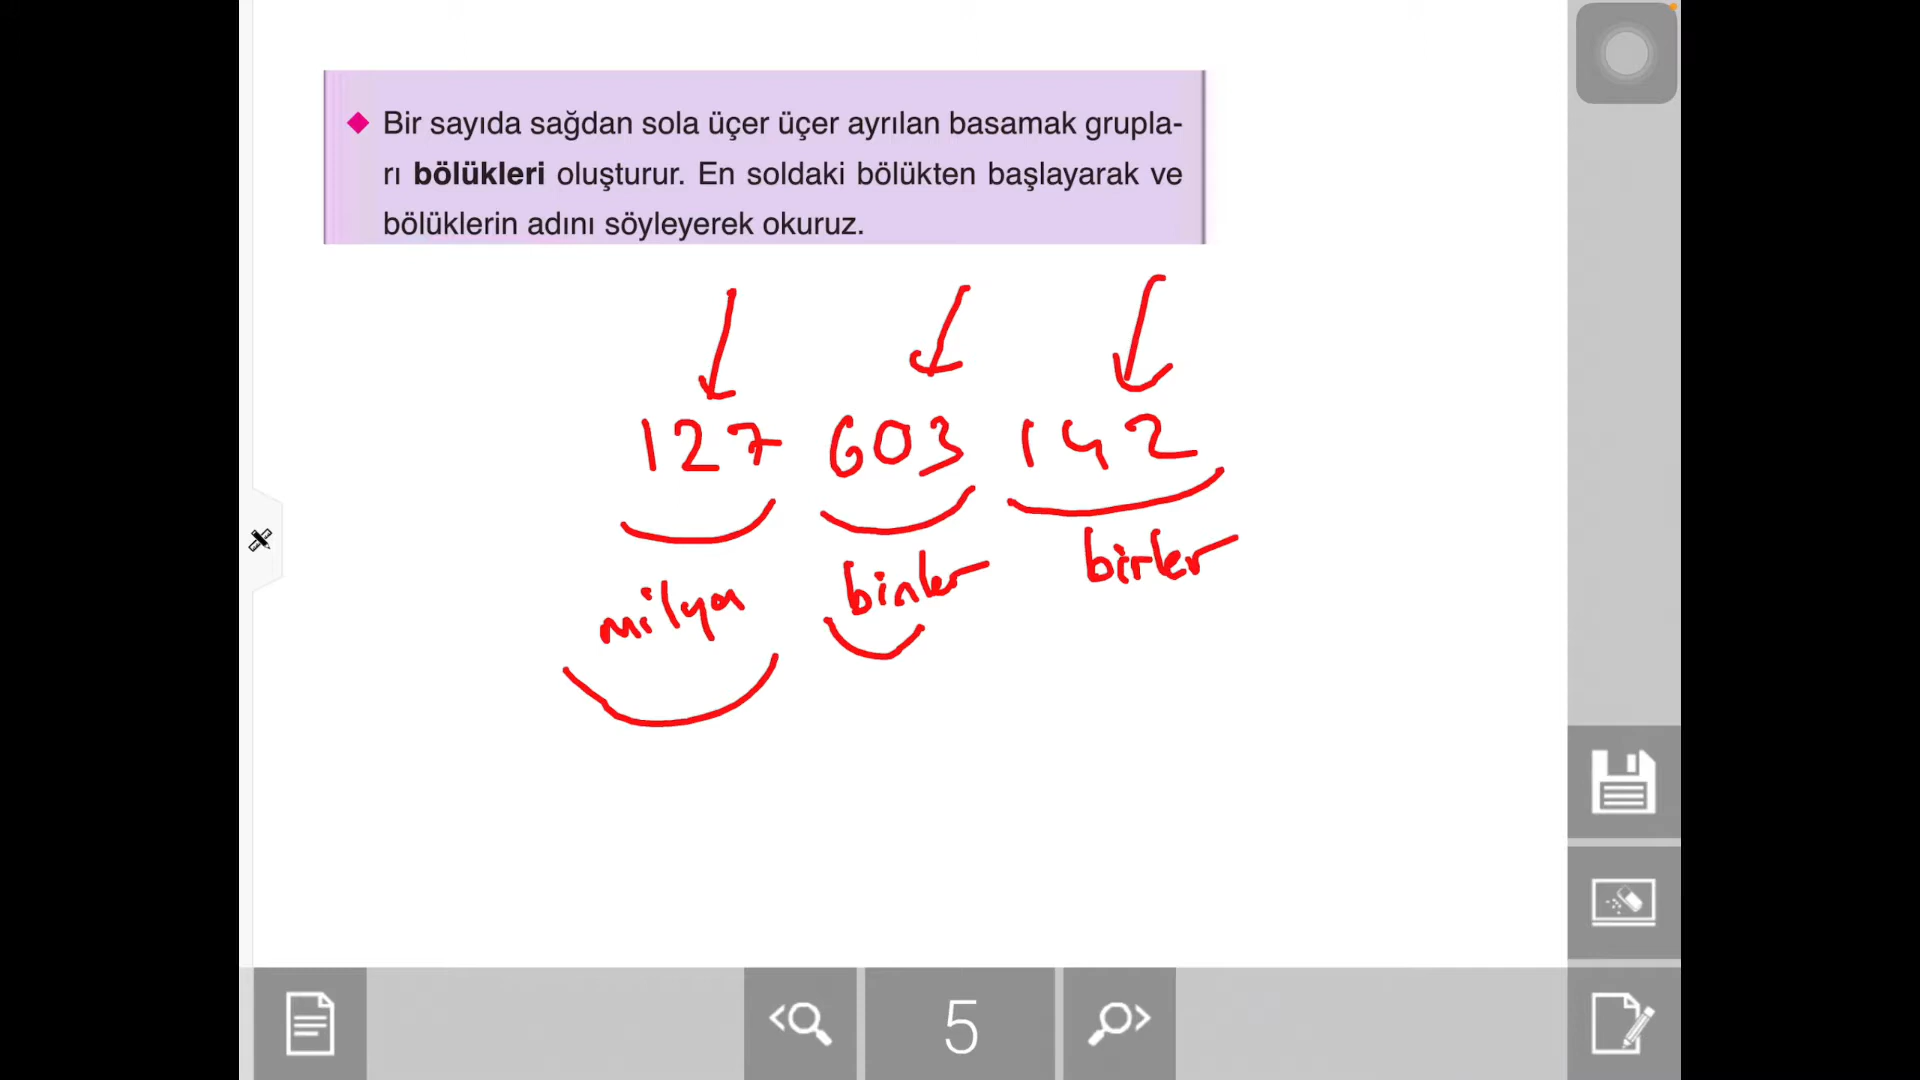 ◆ Bir sayıda sağdan sola üçer üçer ayrılan basamak grupla-
rı bölükleri oluşturur. En soldaki bölükten başlayarak ve
bölüklerin adını söyleyerek okuruz.
127 603 142
milyon binler birler
5